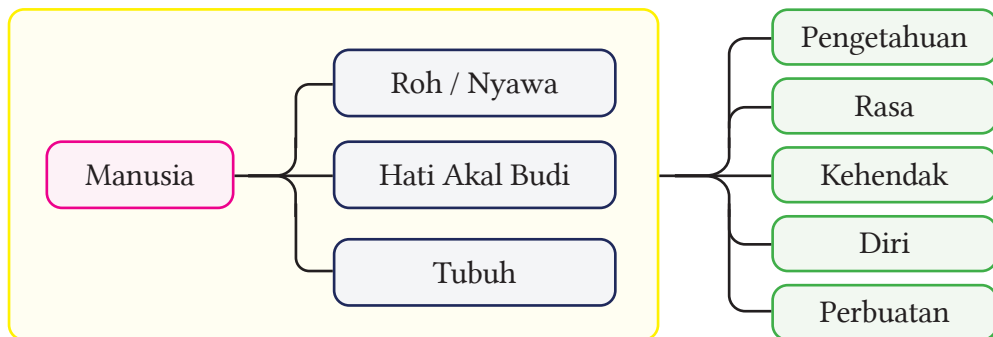 Manusia
Roh / Nyawa
Hati Akal Budi
Tubuh
Pengetahuan
Rasa
Kehendak
Diri
Perbuatan